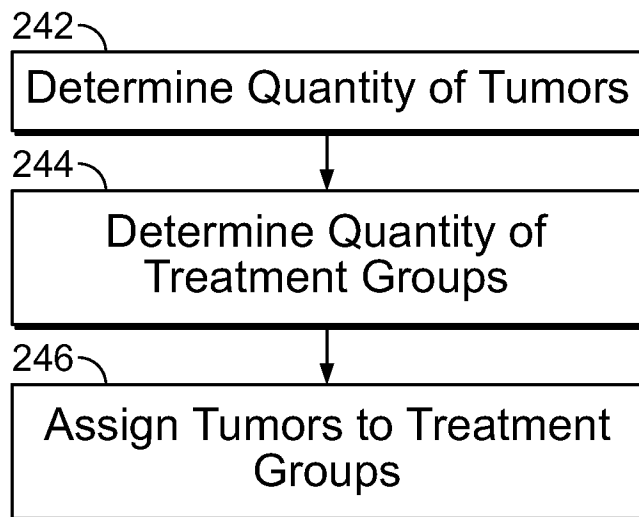 242
Determine Quantity of Tumors
244
Determine Quantity of
Treatment Groups
246
Assign Tumors to Treatment
Groups